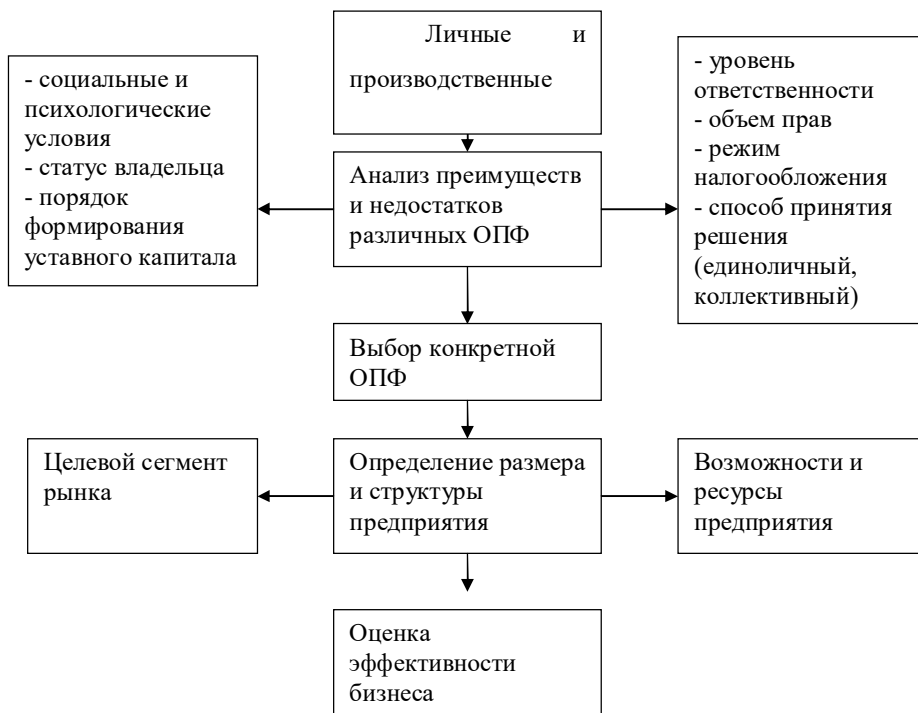 Личные и
производственные
- социальные и
психологические
условия
- статус владельца
- порядок
формирования
уставного капитала
Анализ преимуществ
и недостатков
различных ОПФ
- уровень
ответственности
- объем прав
- режим
налогообложения
- способ принятия
решения
(единоличный,
коллективный)
Выбор конкретной
ОПФ
Целевой сегмент
рынка
Определение размера
и структуры
предприятия
Возможности и
ресурсы
предприятия
Оценка
эффективности
бизнеса